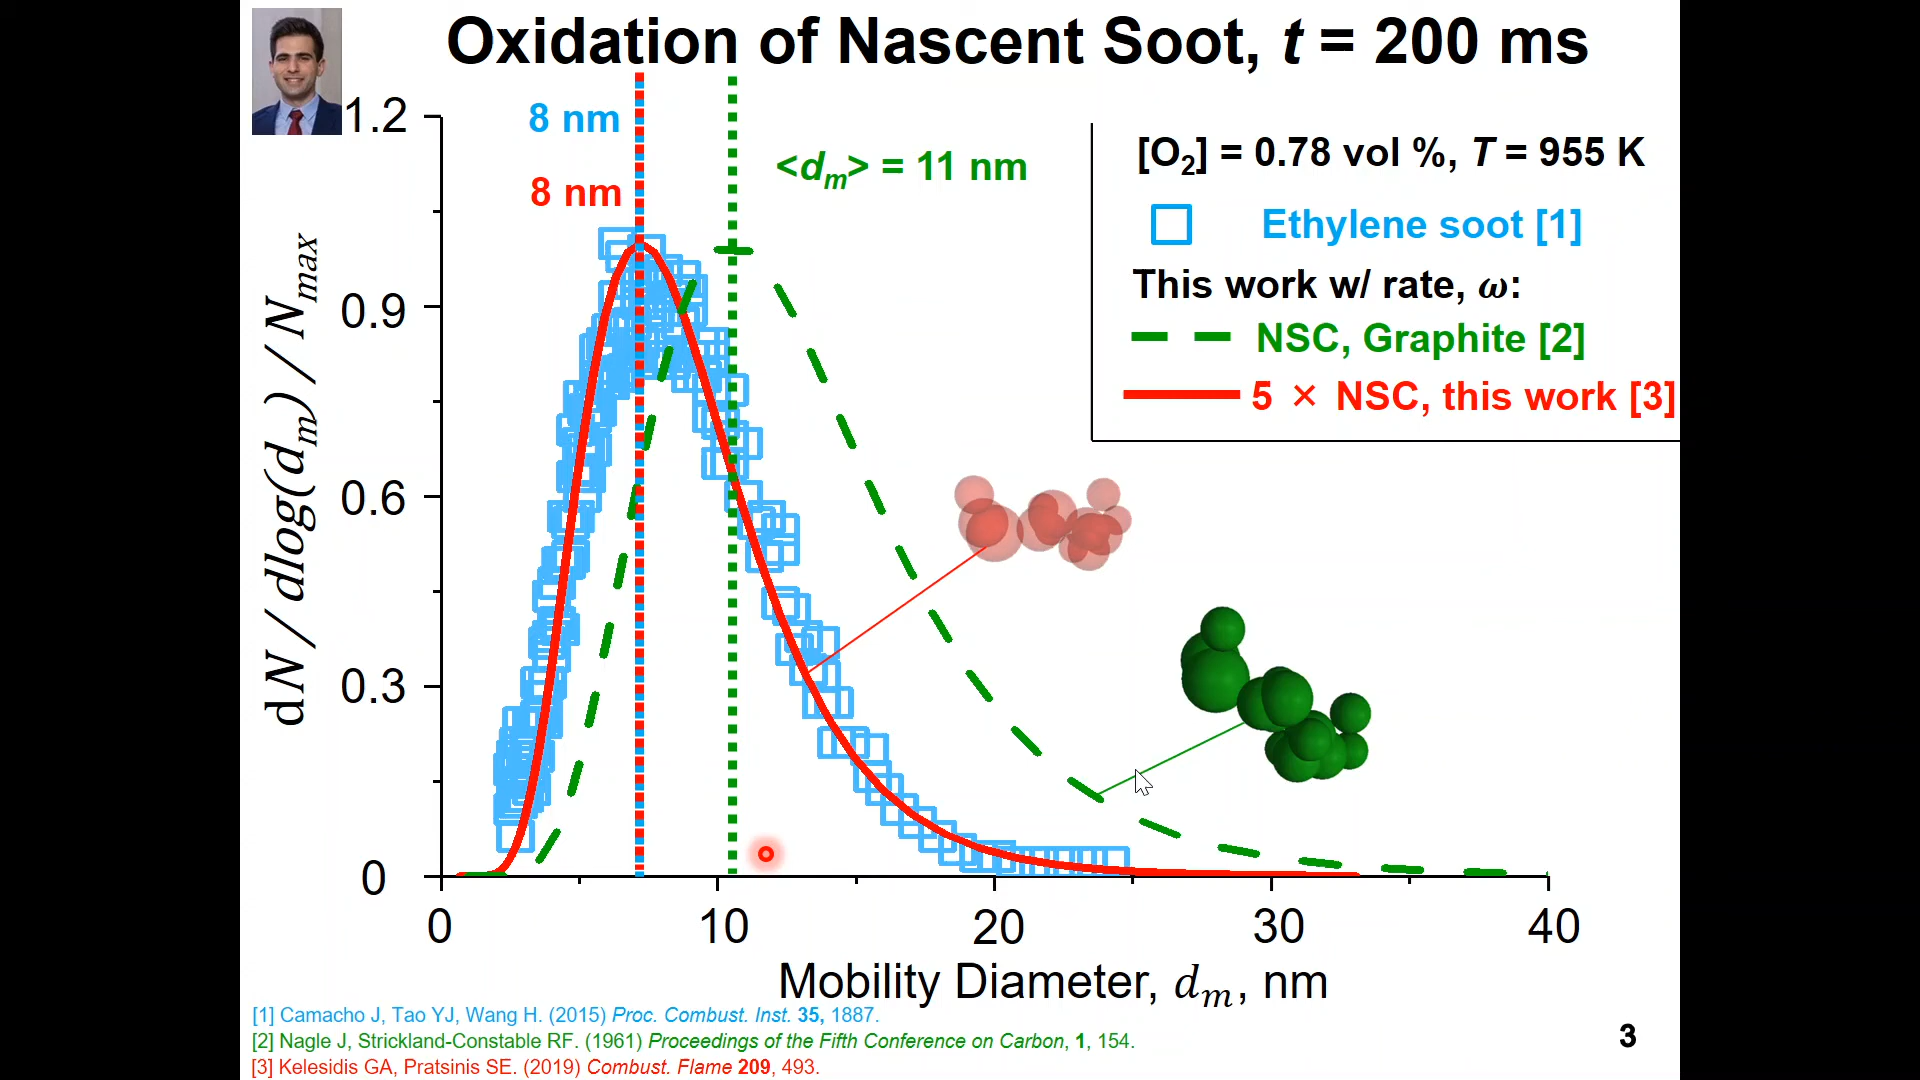 Oxidation of Nascent Soot, t = 200 ms
8 nm
8 nm
<dm> = 11 nm
[O2] = 0.78 vol %, T = 955 K
Ethylene soot [1]
This work w/ rate, ω:
NSC, Graphite [2]
5 × NSC, this work [3]
dN / dlog(dm) / Nmax
1.2
0.9
0.6
0.3
0
0 10 20 30 40
Mobility Diameter, dm, nm
[1] Camacho J, Tao YJ, Wang H. (2015) Proc. Combust. Inst. 35, 1887.
[2] Nagle J, Strickland-Constable RF. (1961) Proceedings of the Fifth Conference on Carbon, 1, 154.
[3] Kelesidis GA, Pratsinis SE. (2019) Combust. Flame 209, 493.
3